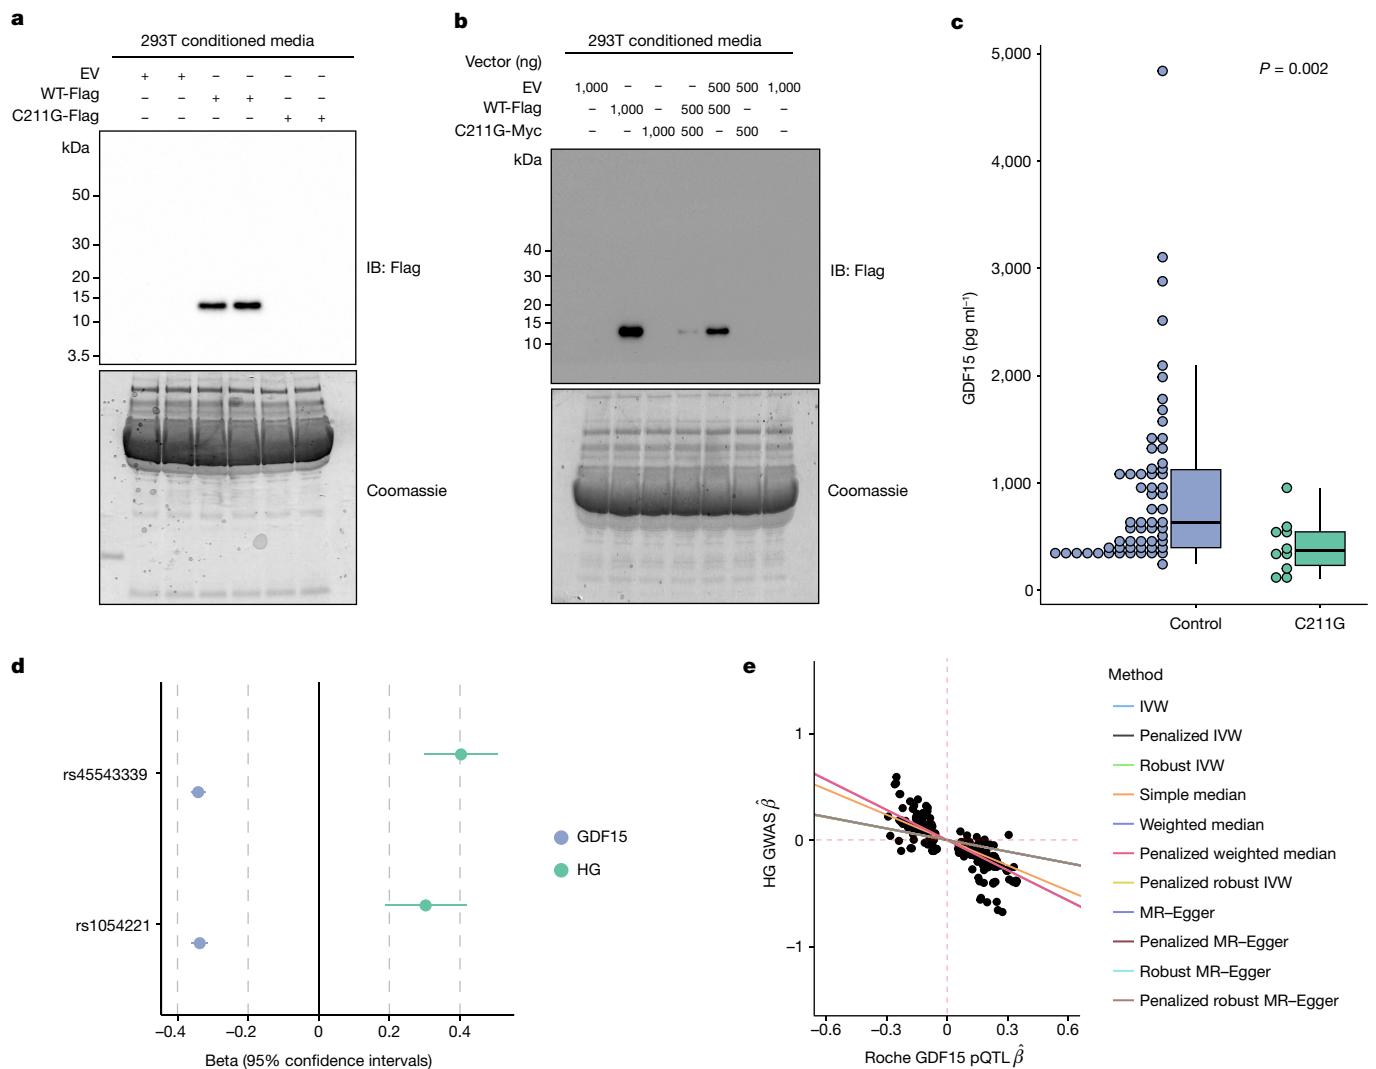 a
293T conditioned media
EV + + – – – –
WT-Flag – – + + – –
C211G-Flag – – – – + +
kDa
50
30
20
15
10
3.5
IB: Flag
Coomassie
b
293T conditioned media
Vector (ng)
EV 1,000 – – – 500 500 1,000
WT-Flag – 1,000 – 500 500 – –
C211G-Myc – – 1,000 500 – 500 –
kDa
40
30
20
15
10
IB: Flag
Coomassie
c
P = 0.002
GDF15 (pg ml⁻¹)
5,000
4,000
3,000
2,000
1,000
0
Control C211G
d
rs45543339
rs1054221
–0.4 –0.2 0 0.2 0.4
Beta (95% confidence intervals)
GDF15
HG
e
HG GWAS β̂
1
0
–1
–0.6 –0.3 0 0.3 0.6
Roche GDF15 pQTL β̂
Method
IVW
Penalized IVW
Robust IVW
Simple median
Weighted median
Penalized weighted median
Penalized robust IVW
MR–Egger
Penalized MR–Egger
Robust MR–Egger
Penalized robust MR–Egger